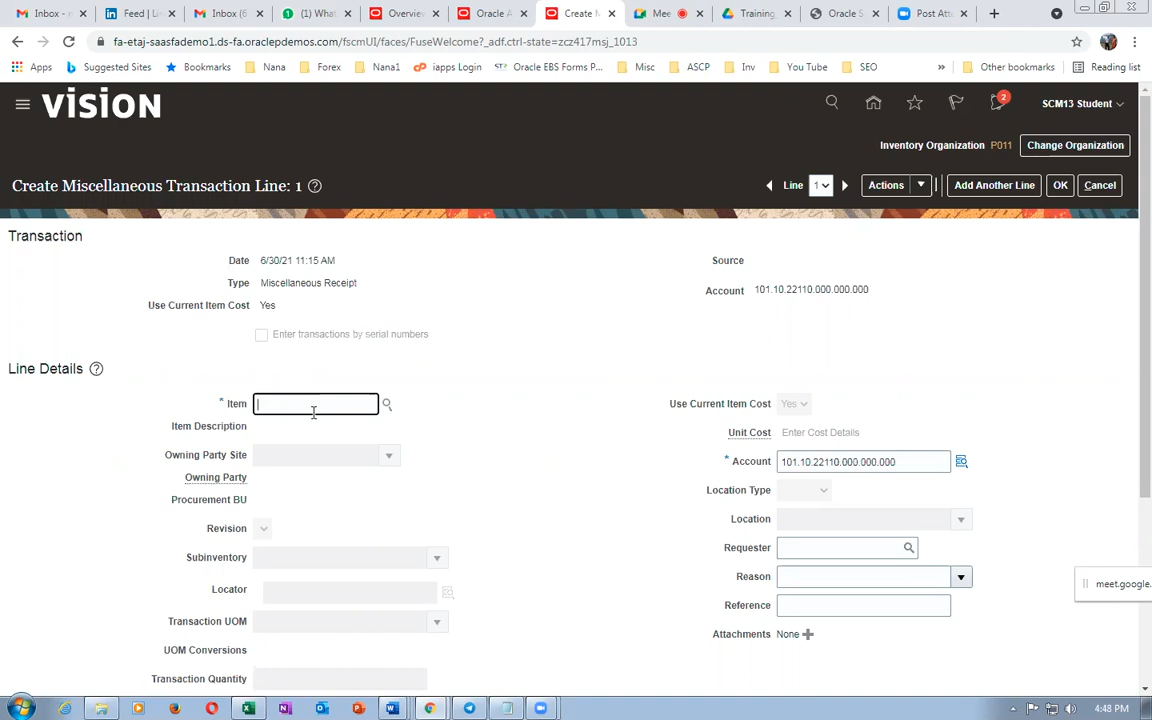 Inbox - g
Feed | Lin
Inbox (6
(1) What
Overview
Oracle A
Create M
Mee
Training_
Oracle S
Post Atte
fa-etaj-saasfademo1.ds-fa.oraclepdemos.com/fscmUI/faces/FuseWelcome?_adf.ctrl-state=zcz417msj_1013
Apps Suggested Sites Bookmarks Nana Forex Nana1 iapps Login Oracle EBS Forms P... Misc ASCP Inv You Tube SEO » Other bookmarks Reading list
VISION
2
SCM13 Student
Inventory Organization P011 Change Organization
Create Miscellaneous Transaction Line: 1
Line 1 Actions Add Another Line OK Cancel
Transaction
Date 6/30/21 11:15 AM
Type Miscellaneous Receipt
Use Current Item Cost Yes
Enter transactions by serial numbers
Source
Account 101.10.22110.000.000.000
Line Details
* Item
Item Description
Owning Party Site
Owning Party
Procurement BU
Revision
Subinventory
Locator
Transaction UOM
UOM Conversions
Transaction Quantity
Use Current Item Cost Yes
Unit Cost Enter Cost Details
* Account 101.10.22110.000.000.000
Location Type
Location
Requester
Reason
Reference
Attachments None
meet.google.
4:48 PM